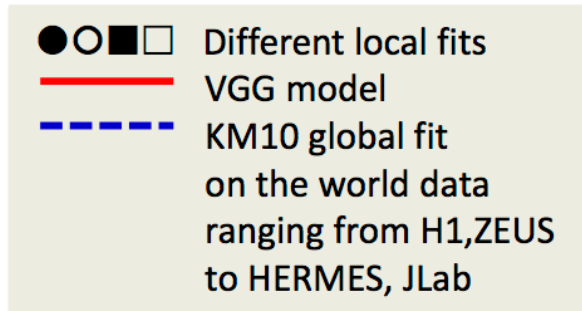 Different local fits
VGG model
KM10 global fit
on the world data
ranging from H1,ZEUS
to HERMES, JLab